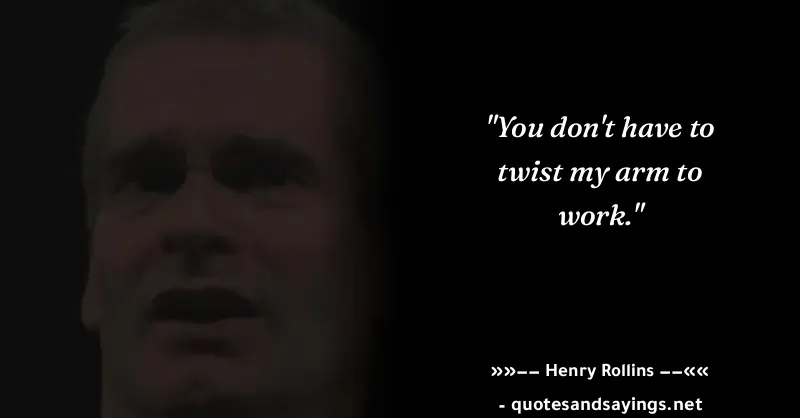 "You don't have to
twist my arm to
work."
»»—— Henry Rollins ——««
- quotesandsayings.net